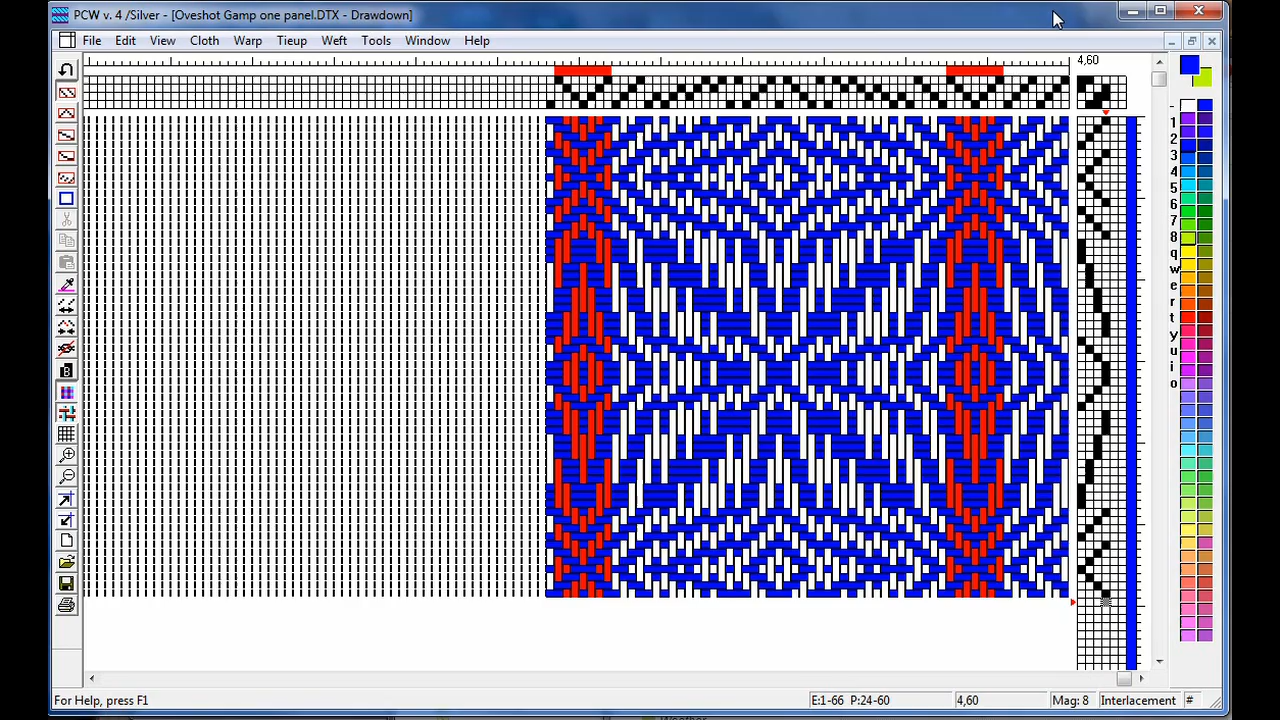 PCW v. 4 /Silver - [Oveshot Gamp one panel.DTX - Drawdown]
File Edit View Cloth Warp Tieup Weft Tools Window Help
4,60
-
1
2
3
4
5
6
7
8
q
w
e
r
t
y
u
i
o
B
For Help, press F1
E:1-66 P:24-60
4,60
Mag: 8
Interlacement
#